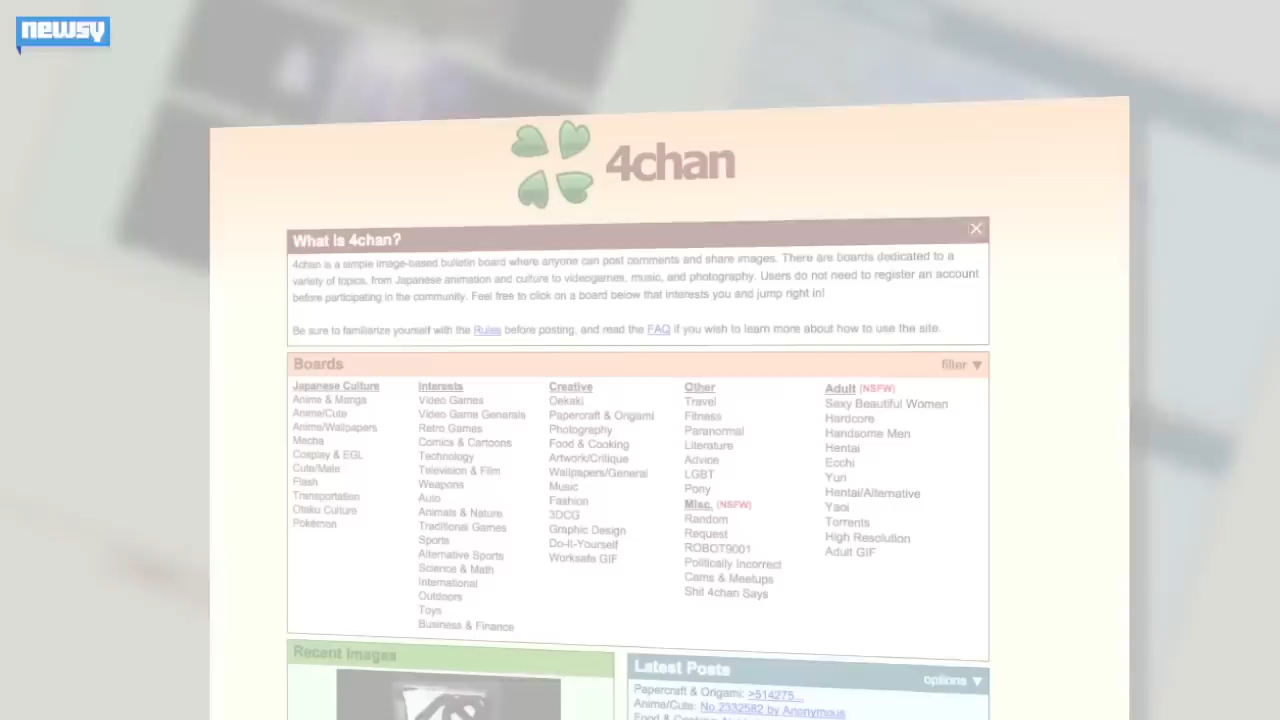 newsy
4chan
What is 4chan?
4chan is a simple image-based bulletin board where anyone can post comments and share images. There are boards dedicated to a
variety of topics, from Japanese animation and culture to videogames, music, and photography. Users do not need to register an account
before participating in the community. Feel free to click on a board below that interests you and jump right in!
Be sure to familiarize yourself with the Rules before posting, and read the FAQ if you wish to learn more about how to use the site.
Boards
filter ▼
Japanese Culture
Anime & Manga
Anime/Cute
Anime/Wallpapers
Mecha
Cosplay & EGL
Cute/Male
Flash
Transportation
Otaku Culture
Pokémon
Interests
Video Games
Video Game Generals
Retro Games
Comics & Cartoons
Technology
Television & Film
Weapons
Auto
Animals & Nature
Traditional Games
Sports
Alternative Sports
Science & Math
International
Outdoors
Toys
Business & Finance
Creative
Oekaki
Papercraft & Origami
Photography
Food & Cooking
Artwork/Critique
Wallpapers/General
Music
Fashion
3DCG
Graphic Design
Do-It-Yourself
Worksafe GIF
Other
Travel
Fitness
Paranormal
Literature
Advice
LGBT
Pony
Misc. (NSFW)
Random
Request
ROBOT9001
Politically Incorrect
Cams & Meetups
Shit 4chan Says
Adult (NSFW)
Sexy Beautiful Women
Hardcore
Handsome Men
Hentai
Ecchi
Yuri
Hentai/Alternative
Yaoi
Torrents
High Resolution
Adult GIF
Recent Images
Latest Posts
options ▼
Papercraft & Origami: >514275...
Anime/Cute: No.2332582 by Anonymous